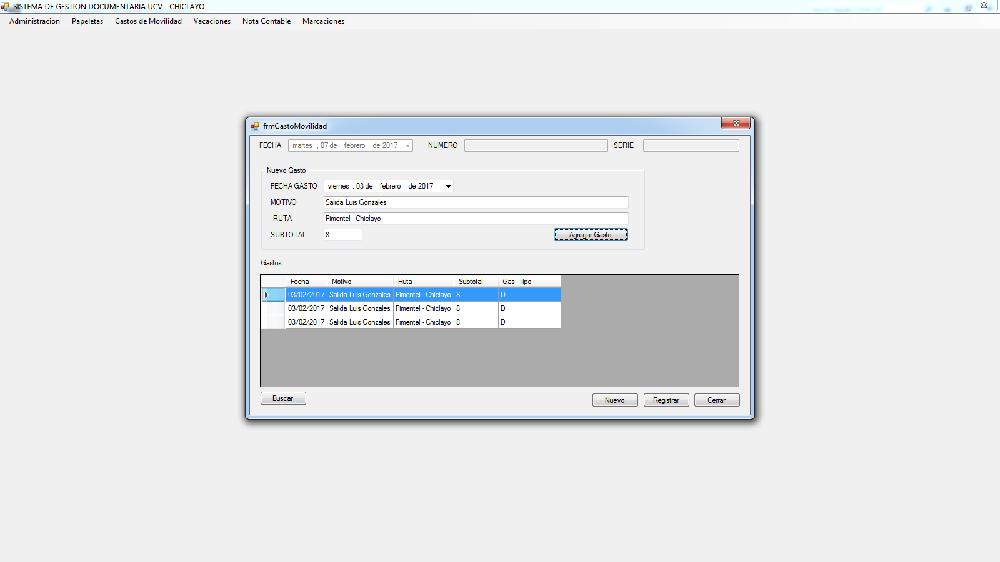 SISTEMA DE GESTION DOCUMENTARIA UCV - CHICLAYO
Administracion Papeletas Gastos de Movilidad Vacaciones Nota Contable Marcaciones
frmGastoMovilidad
FECHA martes , 07 de febrero de 2017 NUMERO SERIE
Nuevo Gasto
FECHA GASTO viernes , 03 de febrero de 2017
MOTIVO Salida Luis Gonzales
RUTA Pimentel - Chiclayo
SUBTOTAL 8 Agregar Gasto
Gastos
Fecha Motivo Ruta Subtotal Gas_Tipo
03/02/2017 Salida Luis Gonzales Pimentel - Chiclayo 8 D
03/02/2017 Salida Luis Gonzales Pimentel - Chiclayo 8 D
03/02/2017 Salida Luis Gonzales Pimentel - Chiclayo 8 D
Buscar Nuevo Registrar Cerrar